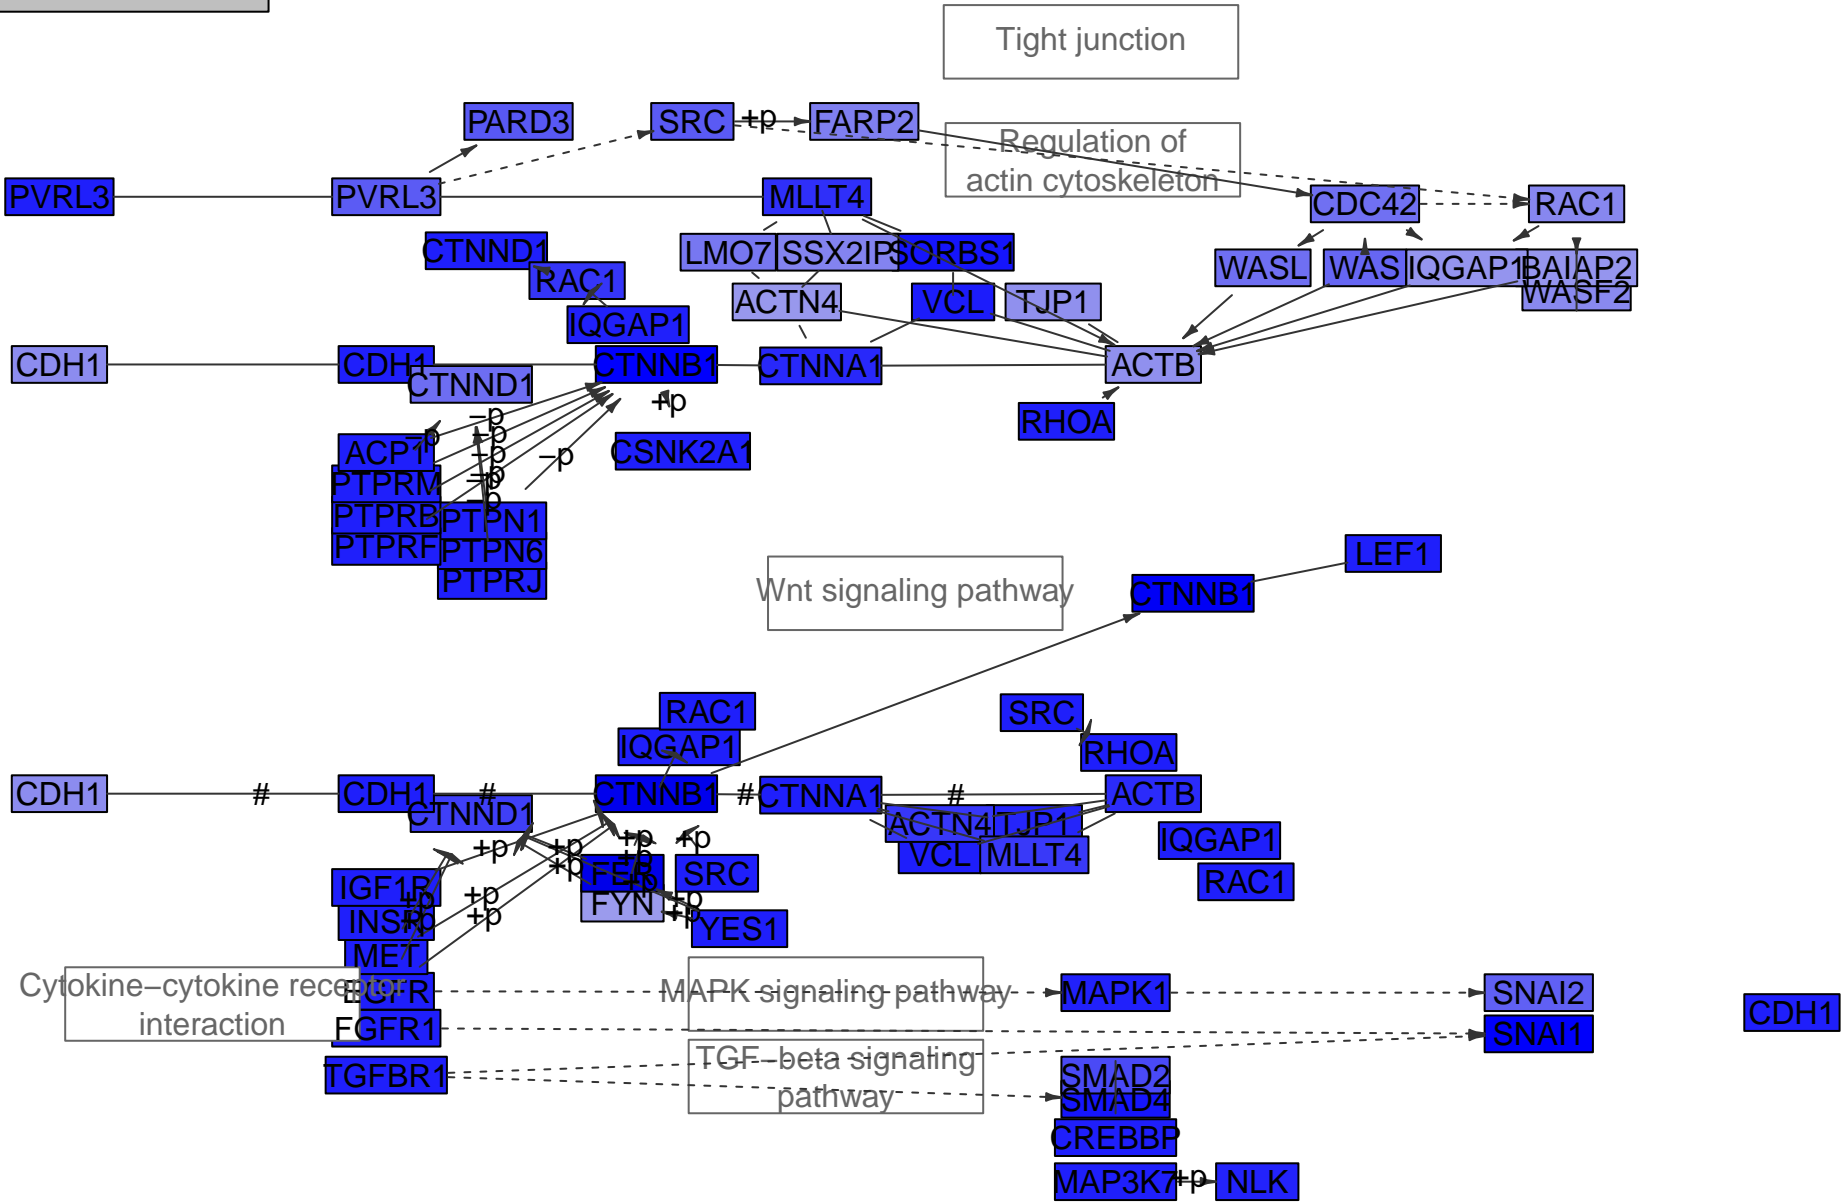 Tight junction
PARD3
SRC
+p
FARP2
Regulation of
actin cytoskeleton
PVRL3
PVRL3
MLLT4
CDC42
RAC1
CTNND1
RAC1
IQGAP1
LMO7
SSX2IP
SORBS1
ACTN4
VCL
TJP1
WASL
WAS
IQGAP1
BAIAP2
WASF2
CDH1
CDH1
CTNND1
CTNNB1
CTNNA1
ACTB
+p
RHOA
CSNK2A1
−p
−p
−p
−p
−p
−p
−p
−p
ACP1
PTPRM
PTPRB
PTPRF
PTPN1
PTPN6
PTPRJ
LEF1
Wnt signaling pathway
CTNNB1
RAC1
IQGAP1
SRC
RHOA
CDH1
#
CDH1
#
CTNND1
CTNNB1
#
CTNNA1
#
ACTB
ACTN4
TJP1
VCL
MLLT4
IQGAP1
RAC1
+p
+p
+p
+p
+p
+p
+p
+p
+p
+p
+p
+p
+p
IGF1R
INSR
MET
EGFR
FGFR1
TGFBR1
FER
FYN
SRC
YES1
Cytokine−cytokine receptor
interaction
MAPK signaling pathway
MAPK1
SNAI2
SNAI1
CDH1
TGF−beta signaling
pathway
SMAD2
SMAD4
CREBBP
MAP3K7
+p
NLK